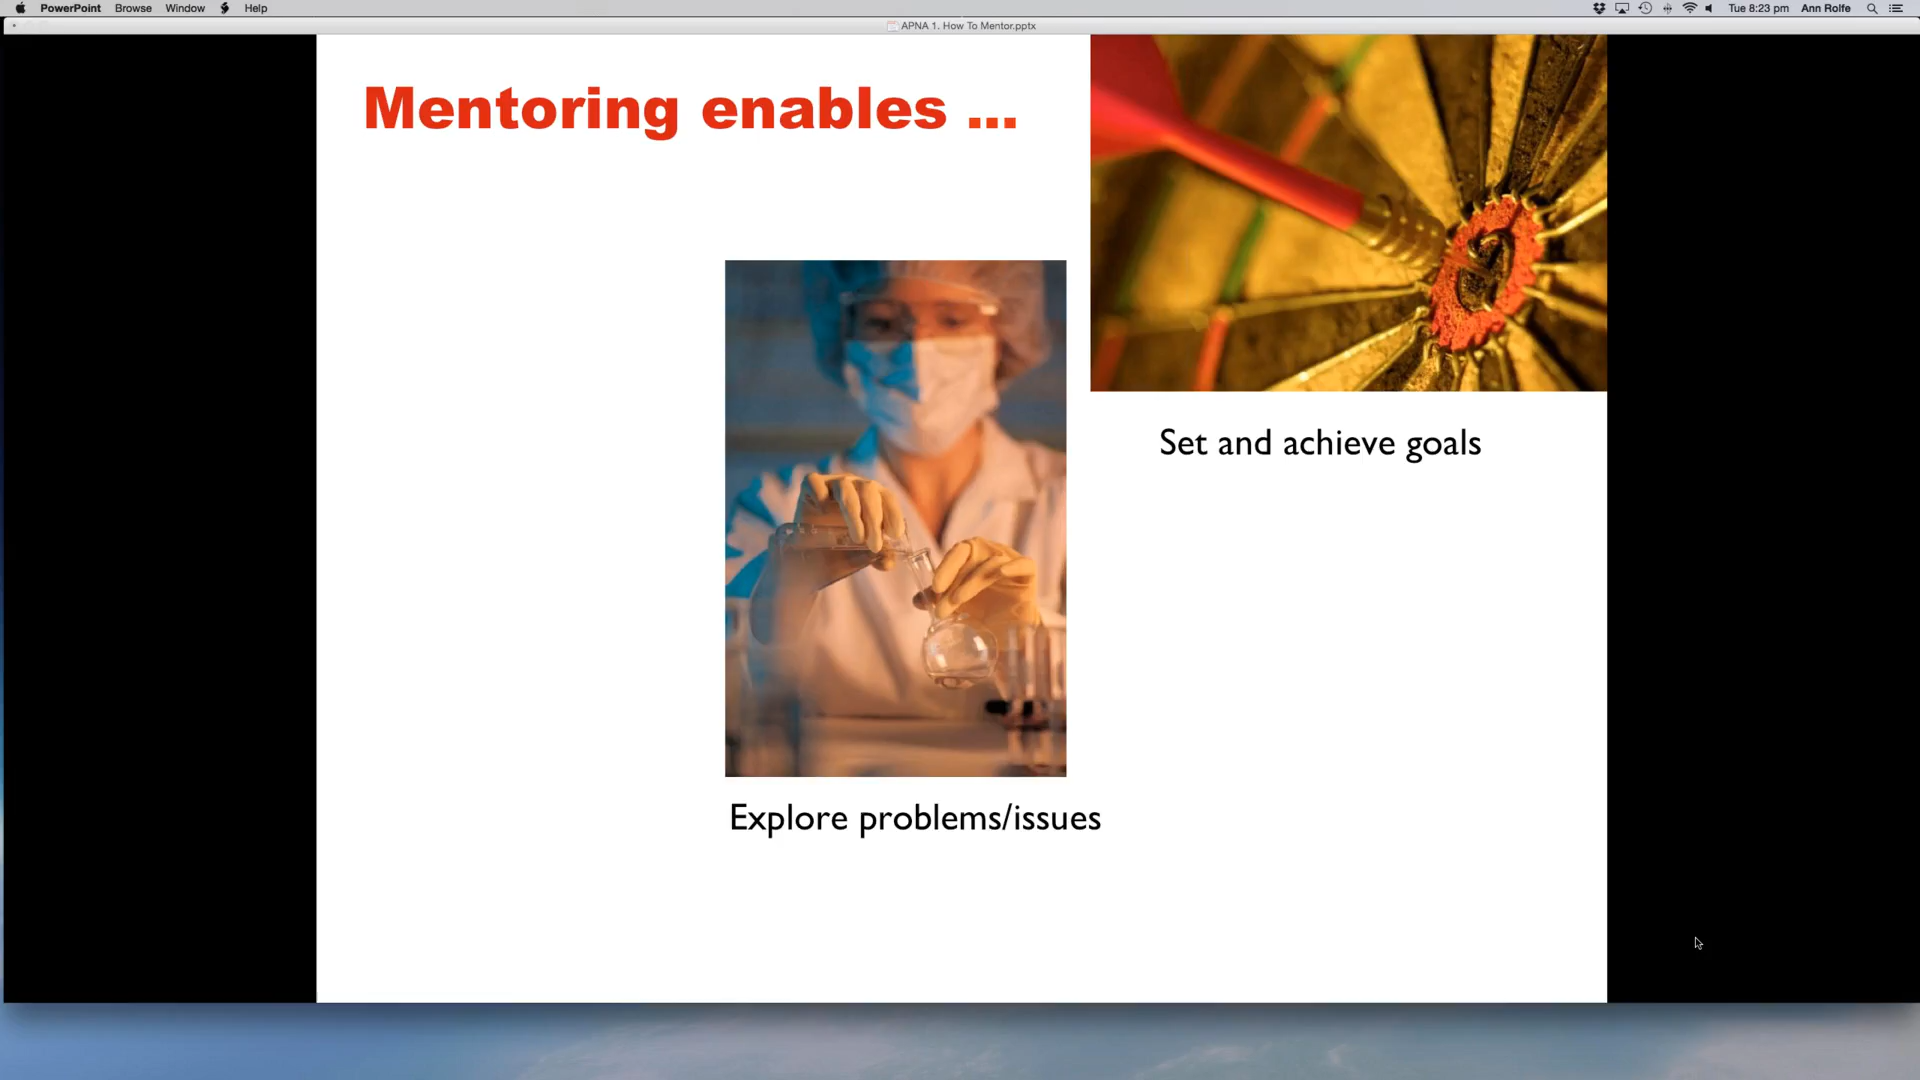 PowerPoint Browse Window Help
Tue 8:23 pm Ann Rolfe
APNA 1. How To Mentor.pptx
Mentoring enables ...
Set and achieve goals
Explore problems/issues